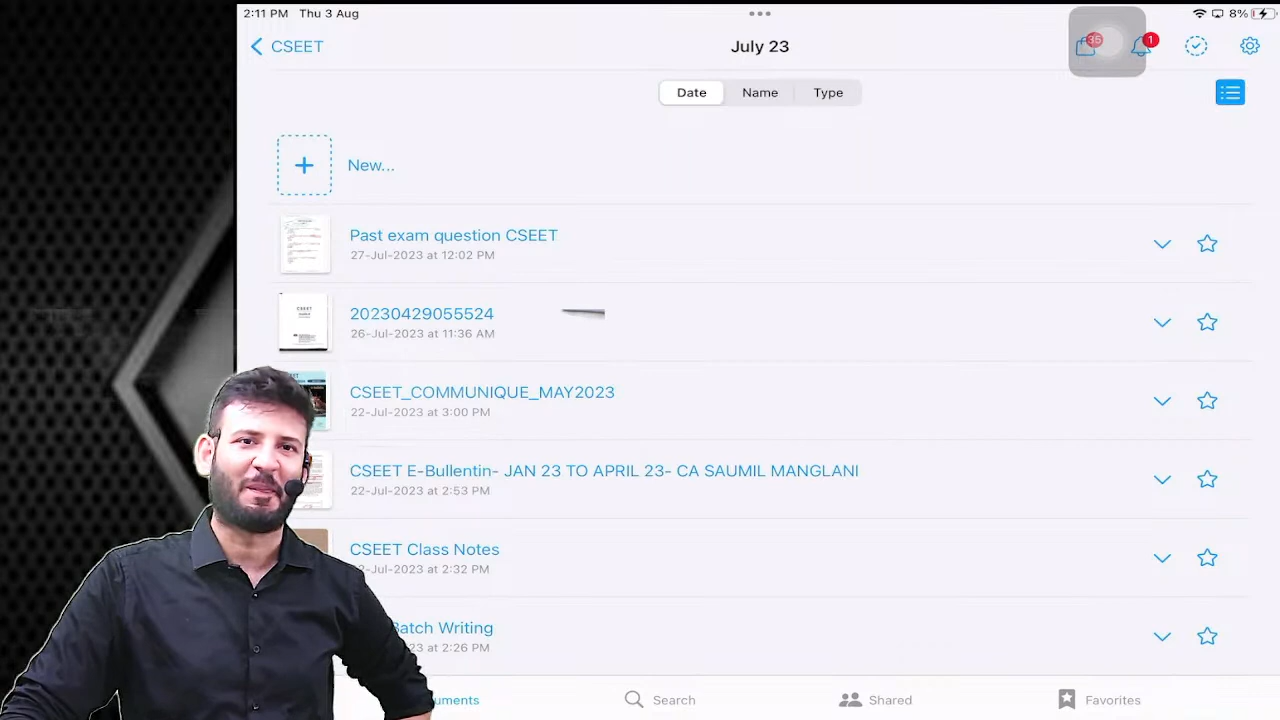 2:11 PM Thu 3 Aug
8%
CSEET
July 23
35
1
Date Name Type
New...
Past exam question CSEET
27-Jul-2023 at 12:02 PM
20230429055524
26-Jul-2023 at 11:36 AM
CSEET_COMMUNIQUE_MAY2023
22-Jul-2023 at 3:00 PM
CSEET E-Bullentin- JAN 23 TO APRIL 23- CA SAUMIL MANGLANI
22-Jul-2023 at 2:53 PM
CSEET Class Notes
-Jul-2023 at 2:32 PM
Batch Writing
23 at 2:26 PM
uments Search Shared Favorites